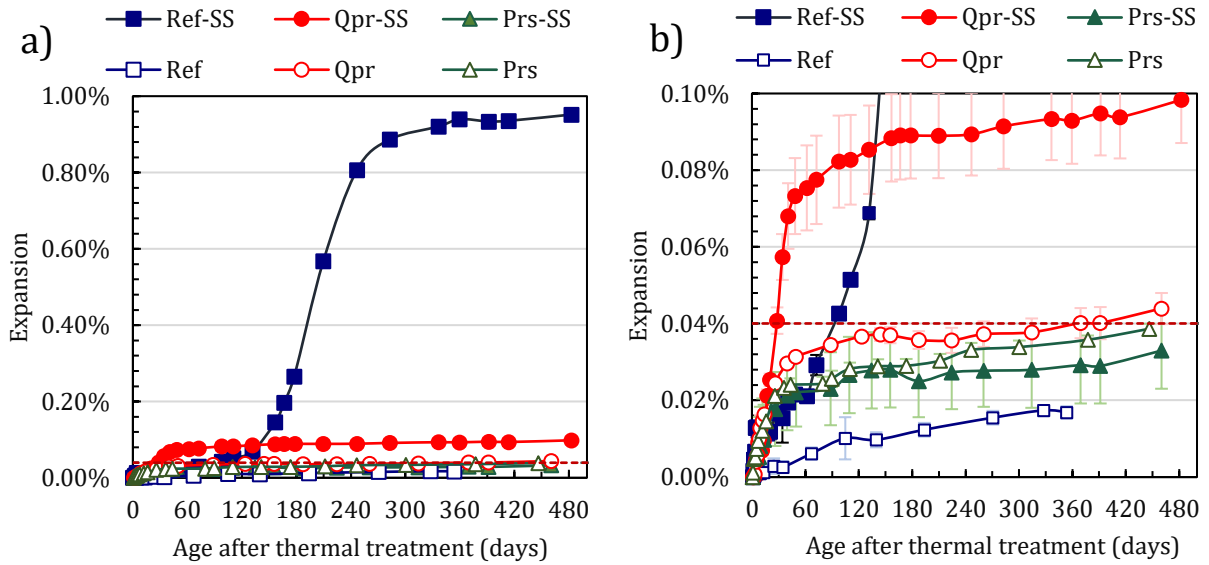 a)
Ref-SS Qpr-SS Prs-SS
Ref Qpr Prs
1.00%
0.80%
0.60%
0.40%
0.20%
0.00%
Expansion
0 60 120 180 240 300 360 420 480
Age after thermal treatment (days)
b)
Ref-SS Qpr-SS Prs-SS
Ref Qpr Prs
0.10%
0.08%
0.06%
0.04%
0.02%
0.00%
Expansion
0 60 120 180 240 300 360 420 480
Age after thermal treatment (days)